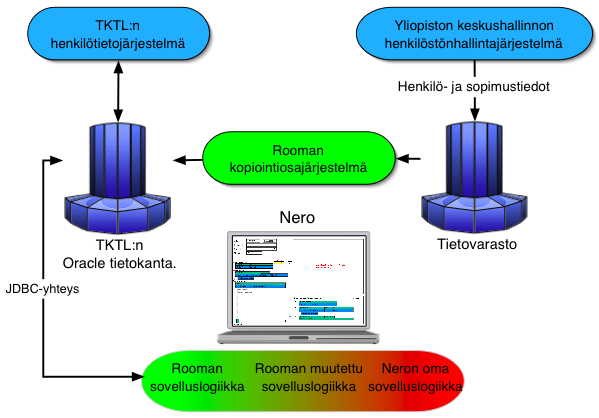 TKTL:n
henkilötietojärjestelmä
Yliopiston keskushallinnon
henkilöstönhallintajärjestelmä
Henkilö- ja sopimustiedot
Rooman
kopiointiosajärjestelmä
TKTL:n
Oracle tietokanta.
Tietovarasto
Nero
JDBC-yhteys
Rooman
sovelluslogiikka
Rooman muutettu
sovelluslogiikka
Neron oma
sovelluslogiikka